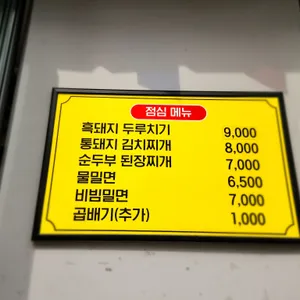 점심 메뉴
흑돼지 두루치기 9,000
통돼지 김치찌개 8,000
순두부 된장찌개 7,000
물밀면 6,500
비빔밀면 7,000
곱배기(추가) 1,000